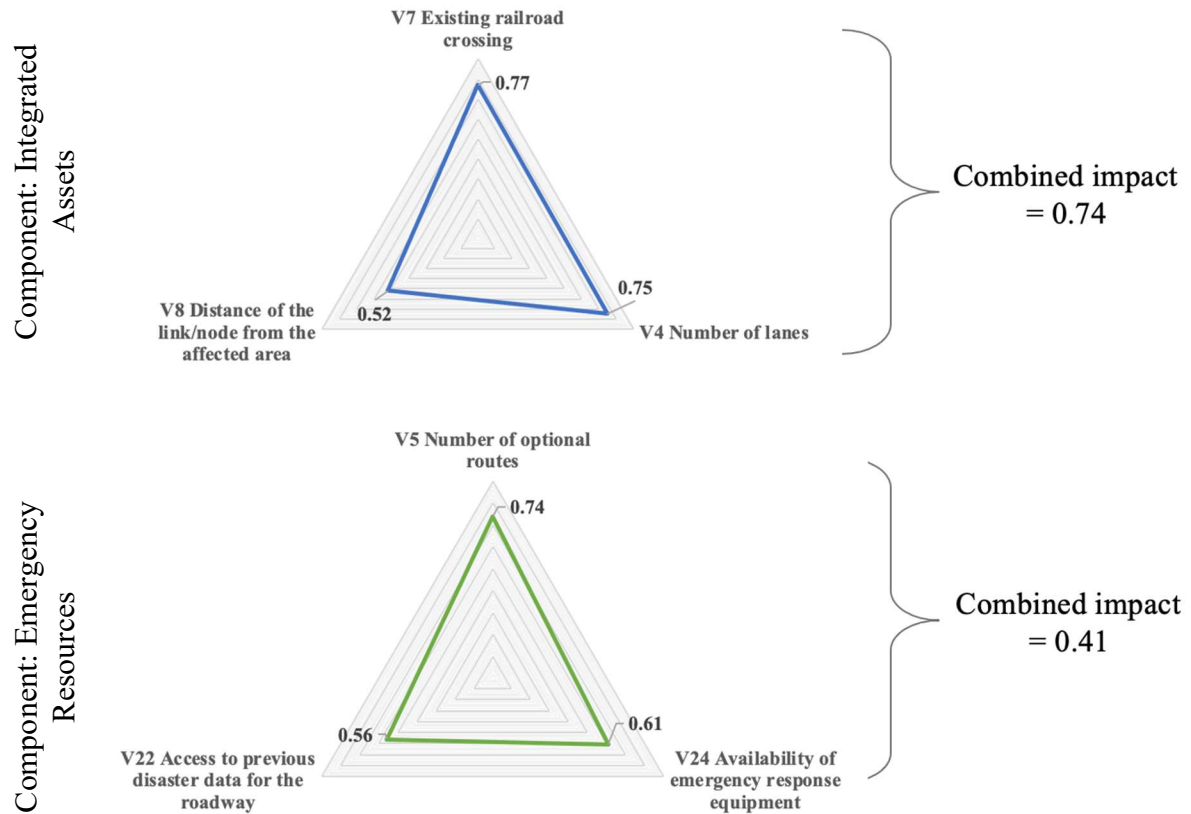 Component: Integrated
Assets
V7 Existing railroad
crossing
0.77
0.75
V4 Number of lanes
0.52
V8 Distance of the
link/node from the
affected area
Combined impact
= 0.74
Component: Emergency
Resources
V5 Number of optional
routes
0.74
0.61
V24 Availability of
emergency response
equipment
0.56
V22 Access to previous
disaster data for the
roadway
Combined impact
= 0.41